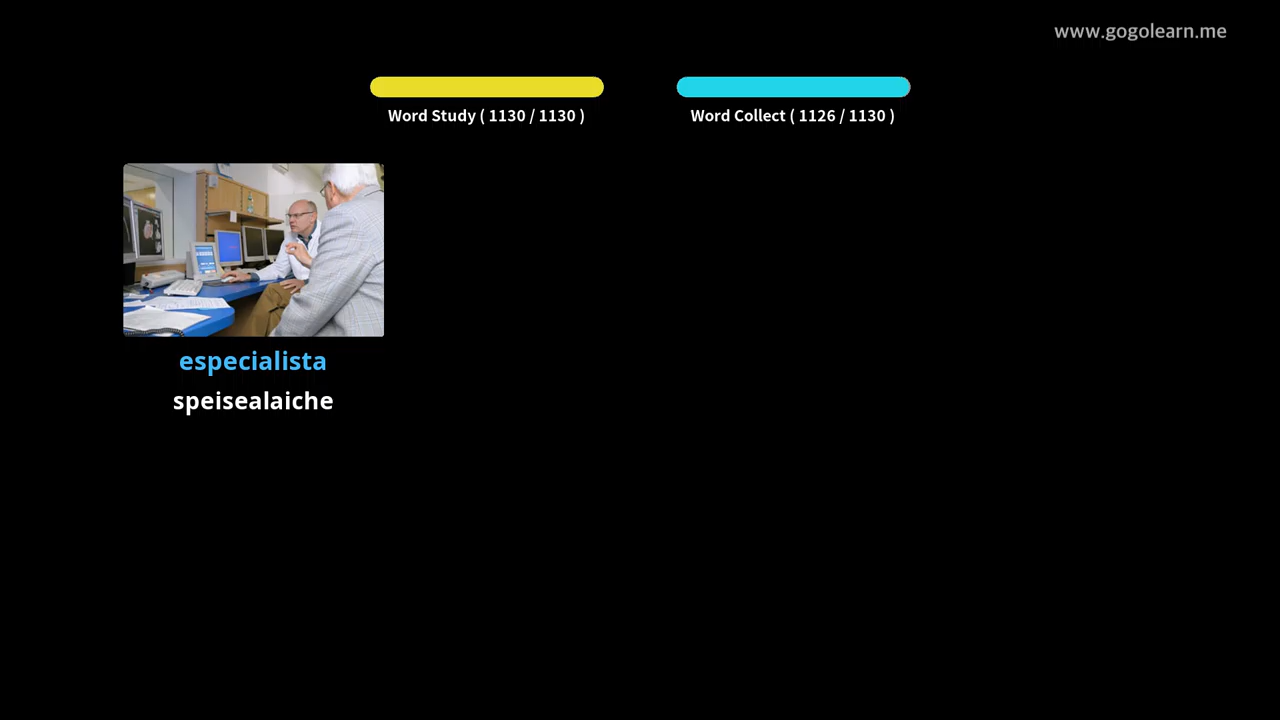 www.gogolearn.me
Word Study ( 1130 / 1130 )
Word Collect ( 1126 / 1130 )
especialista
speisealaiche